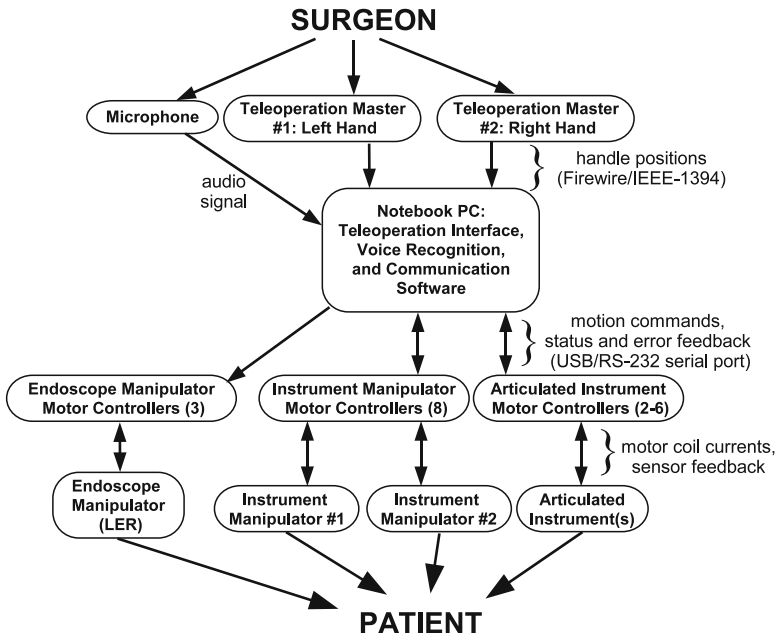 SURGEON
Microphone
Teleoperation Master
#1: Left Hand
Teleoperation Master
#2: Right Hand
handle positions
(Firewire/IEEE-1394)
audio
signal
Notebook PC:
Teleoperation Interface,
Voice Recognition,
and Communication
Software
motion commands,
status and error feedback
(USB/RS-232 serial port)
Endoscope Manipulator
Motor Controllers (3)
Instrument Manipulator
Motor Controllers (8)
Articulated Instrument
Motor Controllers (2-6)
motor coil currents,
sensor feedback
Endoscope
Manipulator
(LER)
Instrument
Manipulator #1
Instrument
Manipulator #2
Articulated
Instrument(s)
PATIENT